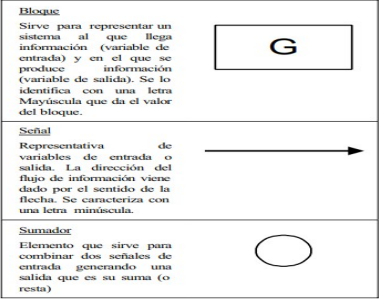 Bloque
Sirve para representar un
sistema al que llega
información (variable de
entrada) y en el que se
produce información
(variable de salida). Se lo
identifica con una letra
Mayúscula que da el valor
del bloque.
G
Señal
Representativa de
variables de entrada o
salida. La dirección del
flujo de información viene
dado por el sentido de la
flecha. Se caracteriza con
una letra minúscula.
Sumador
Elemento que sirve para
combinar dos señales de
entrada generando una
salida que es su suma (o
resta)